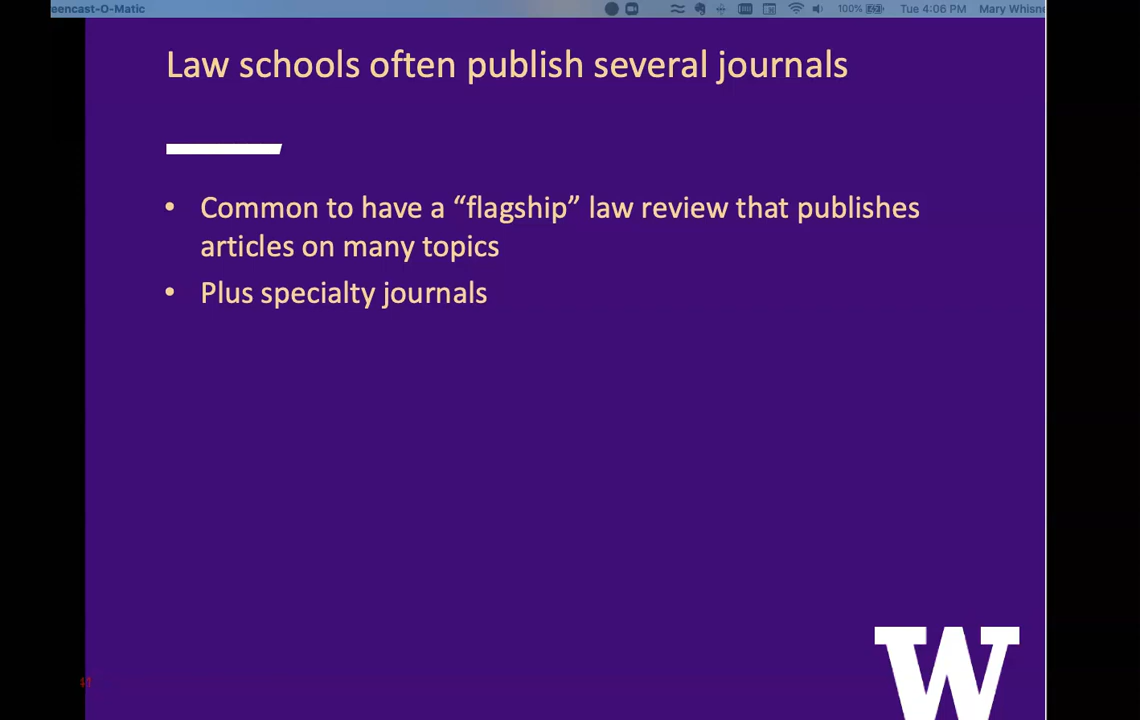 eencast-O-Matic 100% Tue 4:06 PM Mary Whisne
Law schools often publish several journals
• Common to have a “flagship” law review that publishes
articles on many topics
• Plus specialty journals
W